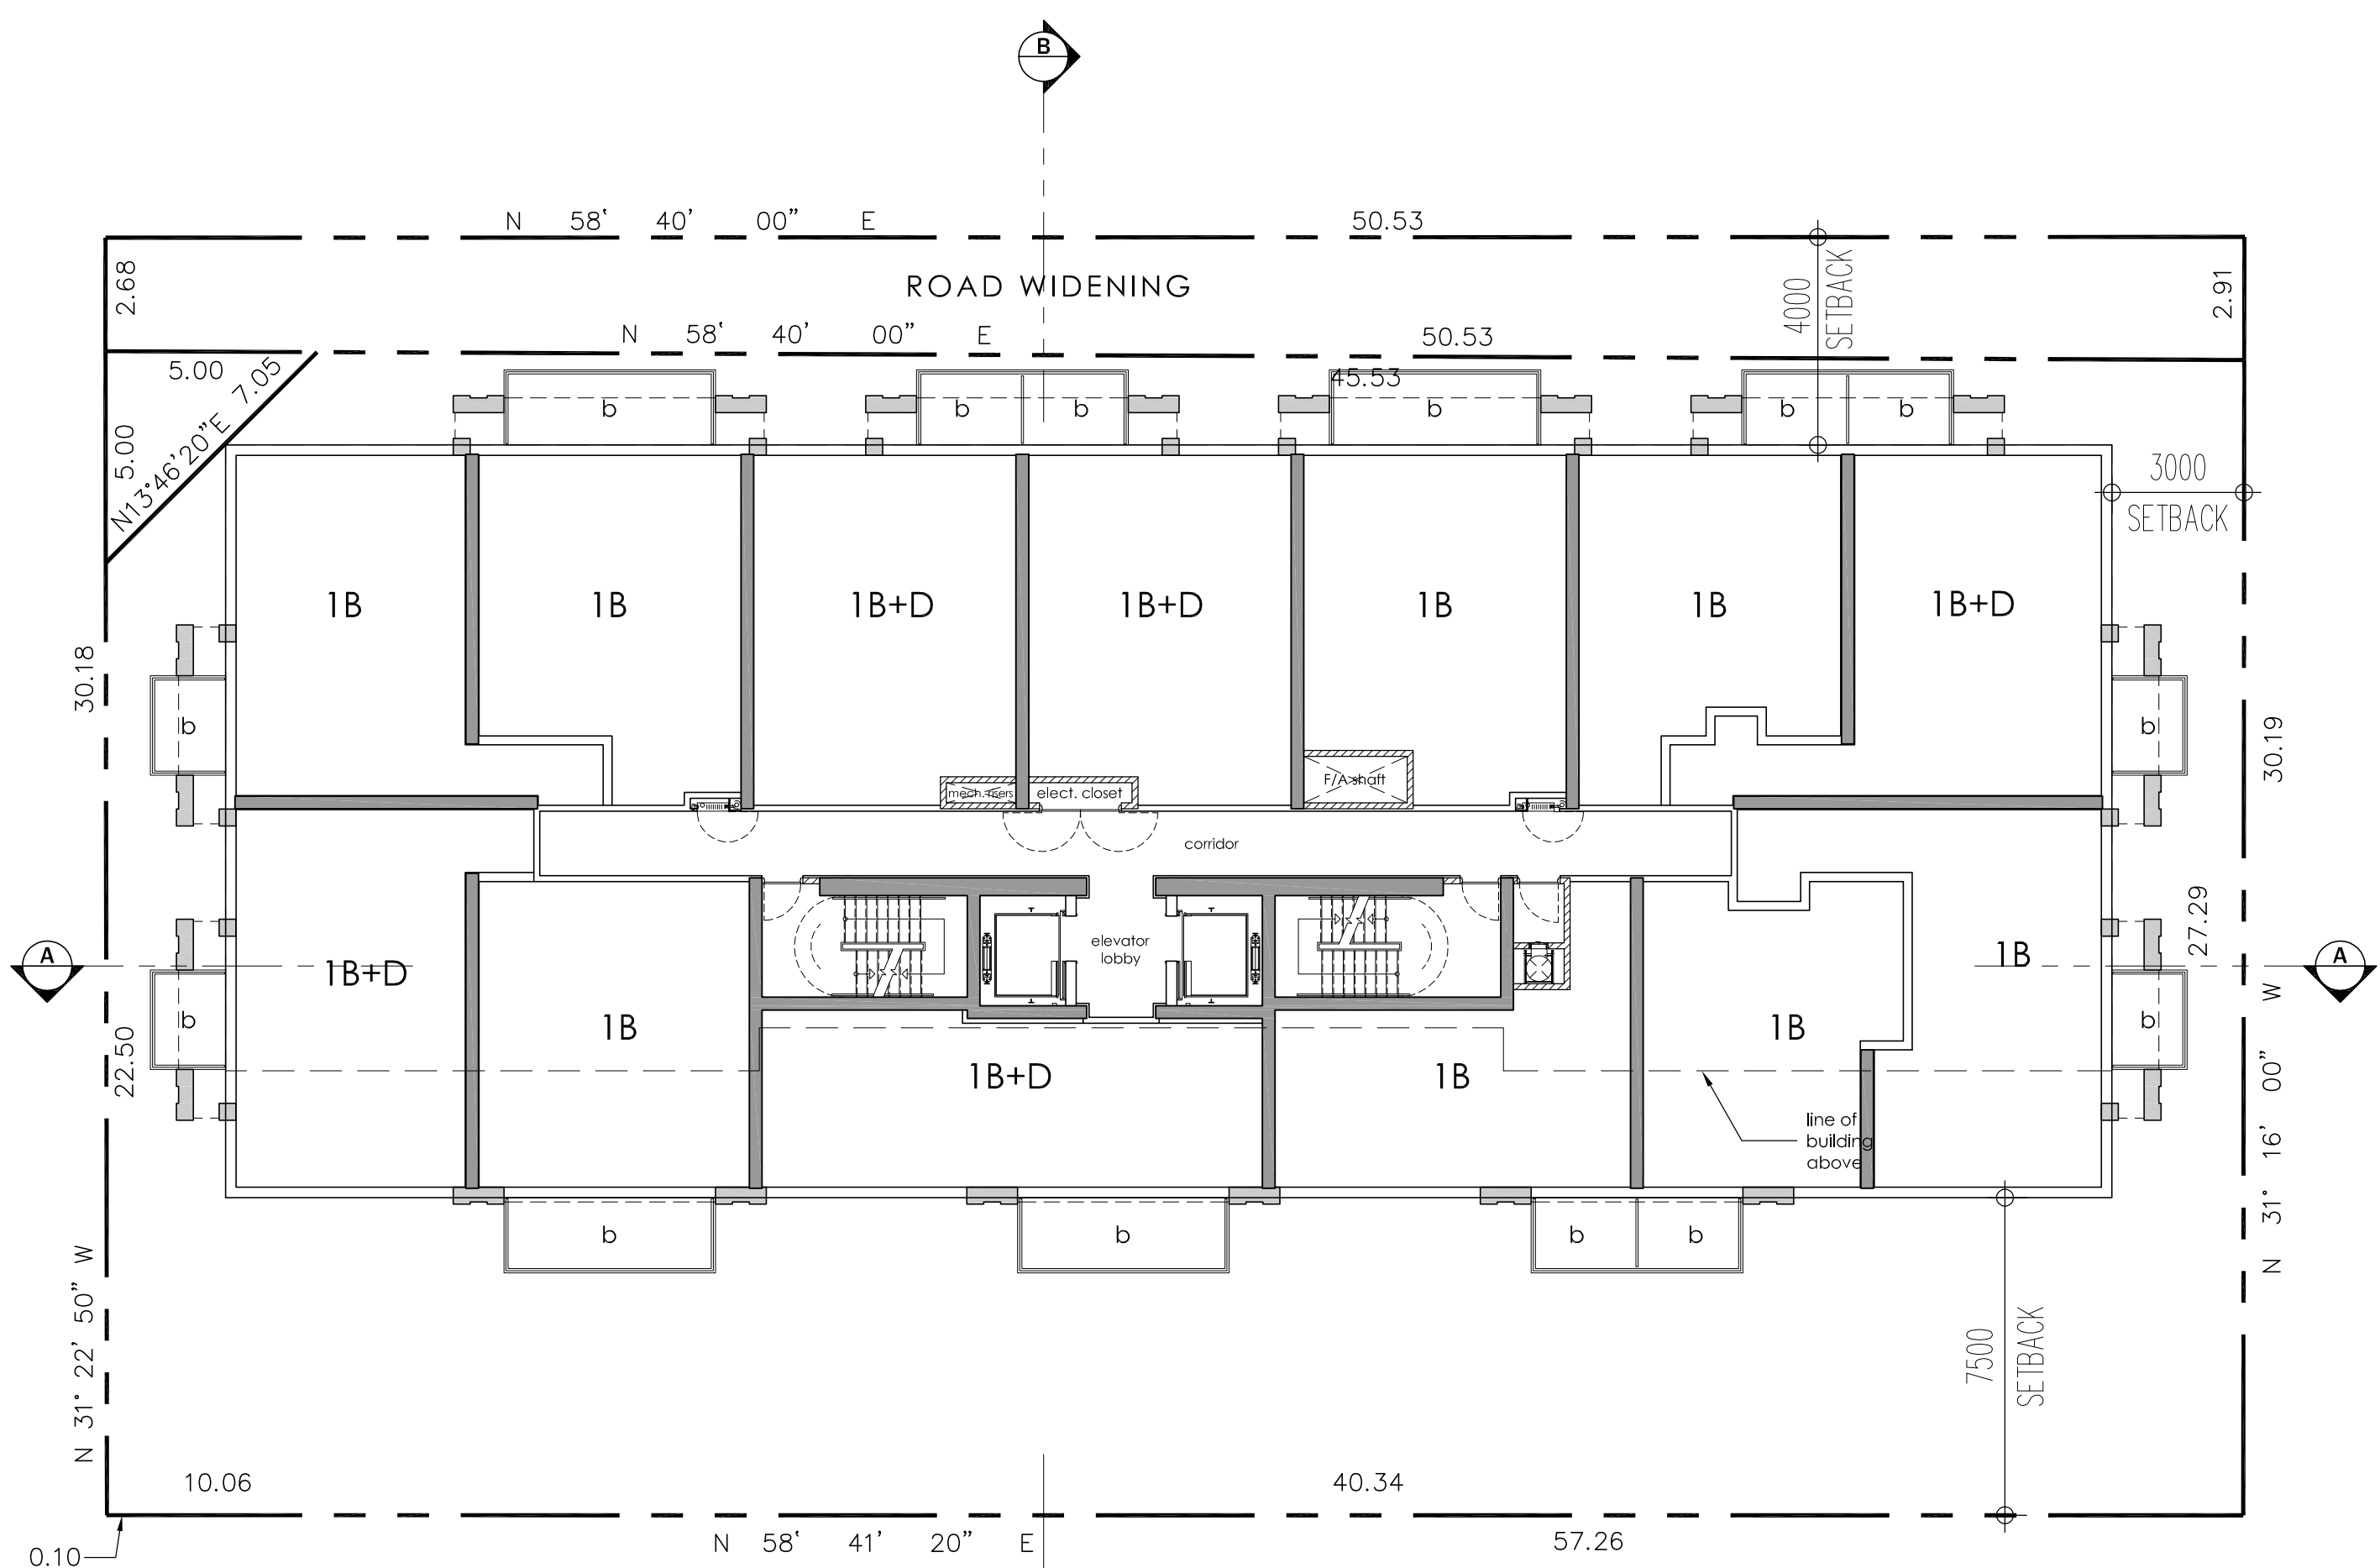 B
N 58‘ 40’ 00” E 50.53
2.68
ROAD WIDENING
4000
SETBACK
2.91
N 58‘ 40’ 00” E 50.53
5.00
7.05
5.00
N13°46’20”E
45.53
b
b
b
b
b
b
3000
SETBACK
1B
1B
1B+D
1B+D
1B
1B
1B+D
30.18
b
b
30.19
mech. risers
elect. closet
F/A shaft
corridor
elevator
lobby
A
1B+D
1B
1B+D
1B
1B
1B
A
27.29
22.50
b
b
line of
building
above
N 31° 16’ 00” W
b
b
b
b
N 31° 22’ 50” W
7500
SETBACK
10.06
40.34
0.10
N 58‘ 41’ 20” E 57.26